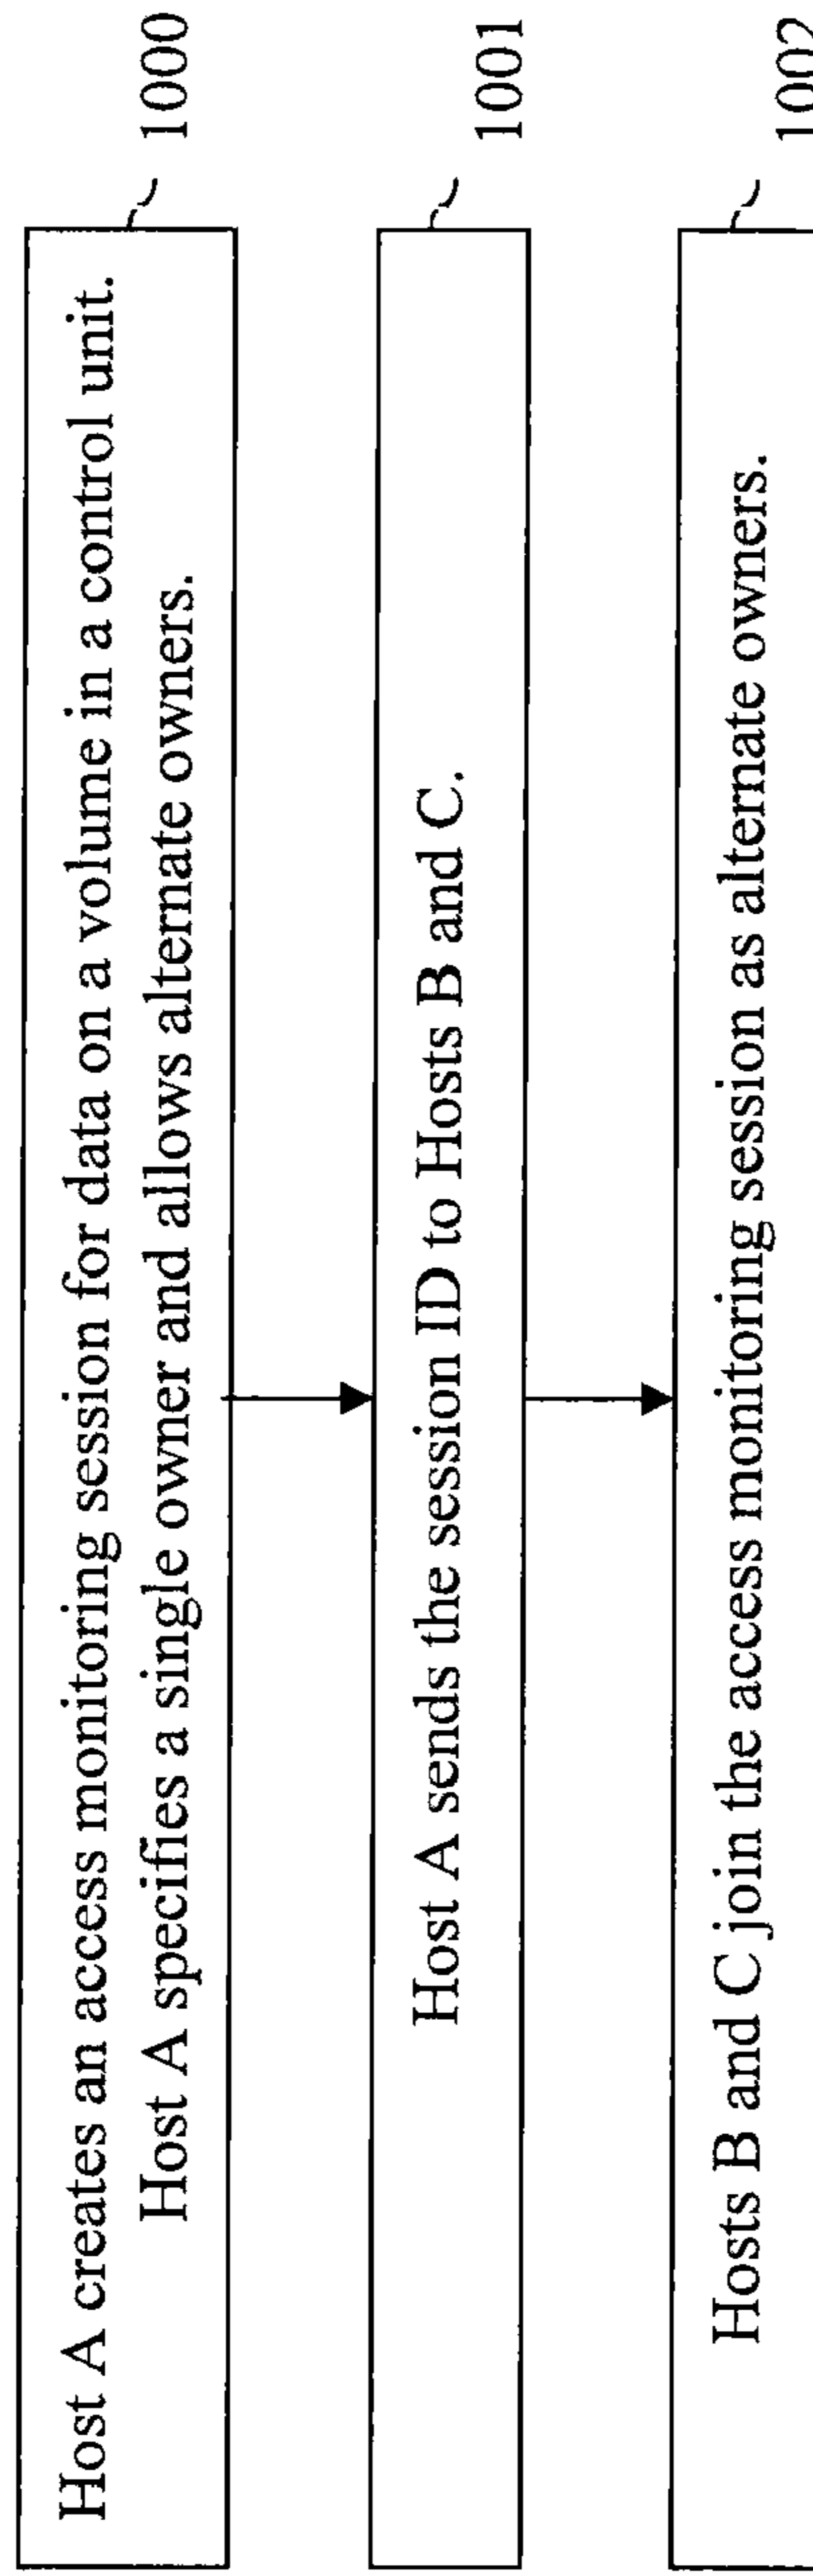 Host A creates an access monitoring session for data on a volume in a control unit.
Host A specifies a single owner and allows alternate owners.
1000
Host A sends the session ID to Hosts B and C.
1001
Hosts B and C join the access monitoring session as alternate owners.
1002